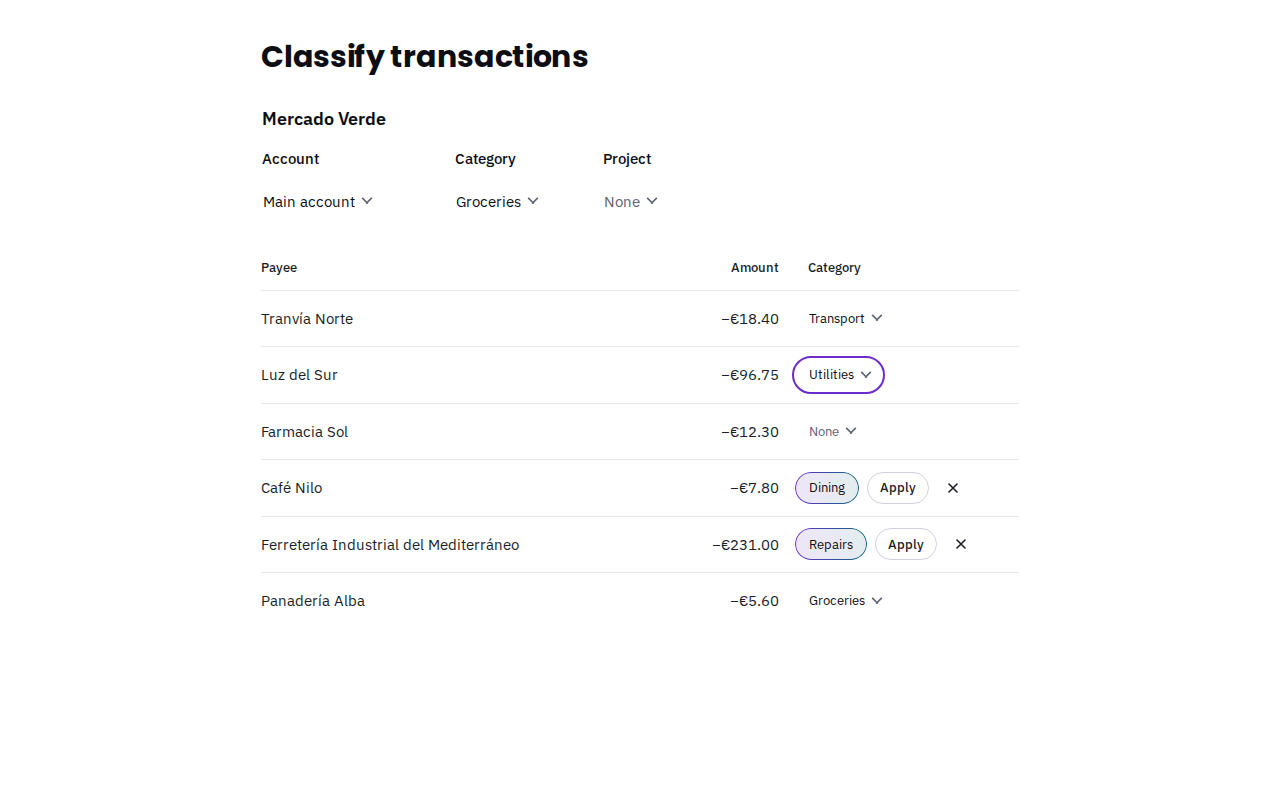 Classify transactions
Mercado Verde
Account Category Project
Main account Groceries None
Payee Amount Category
Tranvía Norte −€18.40 Transport
Luz del Sur −€96.75 Utilities
Farmacia Sol −€12.30 None
Café Nilo −€7.80 Dining Apply
Ferretería Industrial del Mediterráneo −€231.00 Repairs Apply
Panadería Alba −€5.60 Groceries